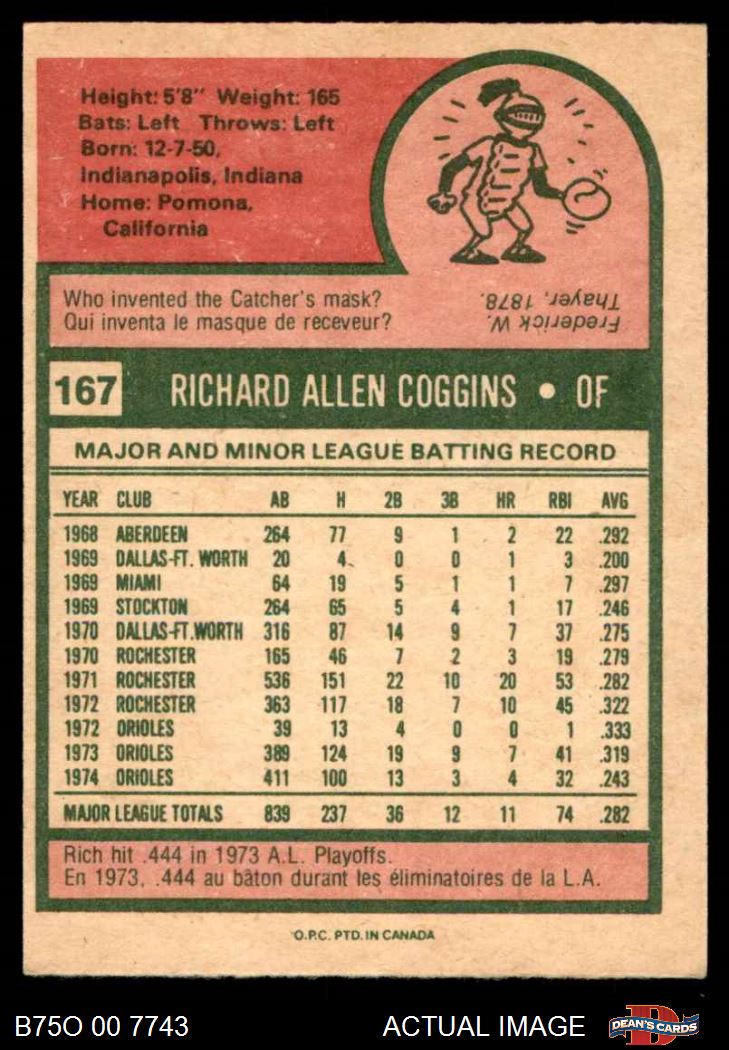 Height: 5'8" Weight: 165
Bats: Left Throws: Left
Born: 12-7-50,
Indianapolis, Indiana
Home: Pomona,
California
Who invented the Catcher's mask?
Qui inventa le masque de receveur?
Frederick W.
Thayer, 1878.
167 RICHARD ALLEN COGGINS • OF
MAJOR AND MINOR LEAGUE BATTING RECORD
YEAR CLUB AB H 2B 3B HR RBI AVG
1968 ABERDEEN 264 77 9 1 2 22 .292
1969 DALLAS-FT. WORTH 20 4 0 0 1 3 .200
1969 MIAMI 64 19 5 1 1 7 .297
1969 STOCKTON 264 65 5 4 1 17 .246
1970 DALLAS-FT.WORTH 316 87 14 9 7 37 .275
1970 ROCHESTER 165 46 7 2 3 19 .279
1971 ROCHESTER 536 151 22 10 20 53 .282
1972 ROCHESTER 363 117 18 7 10 45 .322
1972 ORIOLES 39 13 4 0 0 1 .333
1973 ORIOLES 389 124 19 9 7 41 .319
1974 ORIOLES 411 100 13 3 4 32 .243
MAJOR LEAGUE TOTALS 839 237 36 12 11 74 .282
Rich hit .444 in 1973 A.L. Playoffs.
En 1973, .444 au bâton durant les éliminatoires de la L.A.
O.P.C. PTD. IN CANADA
B75O 00 7743 ACTUAL IMAGE D DEAN'S CARDS